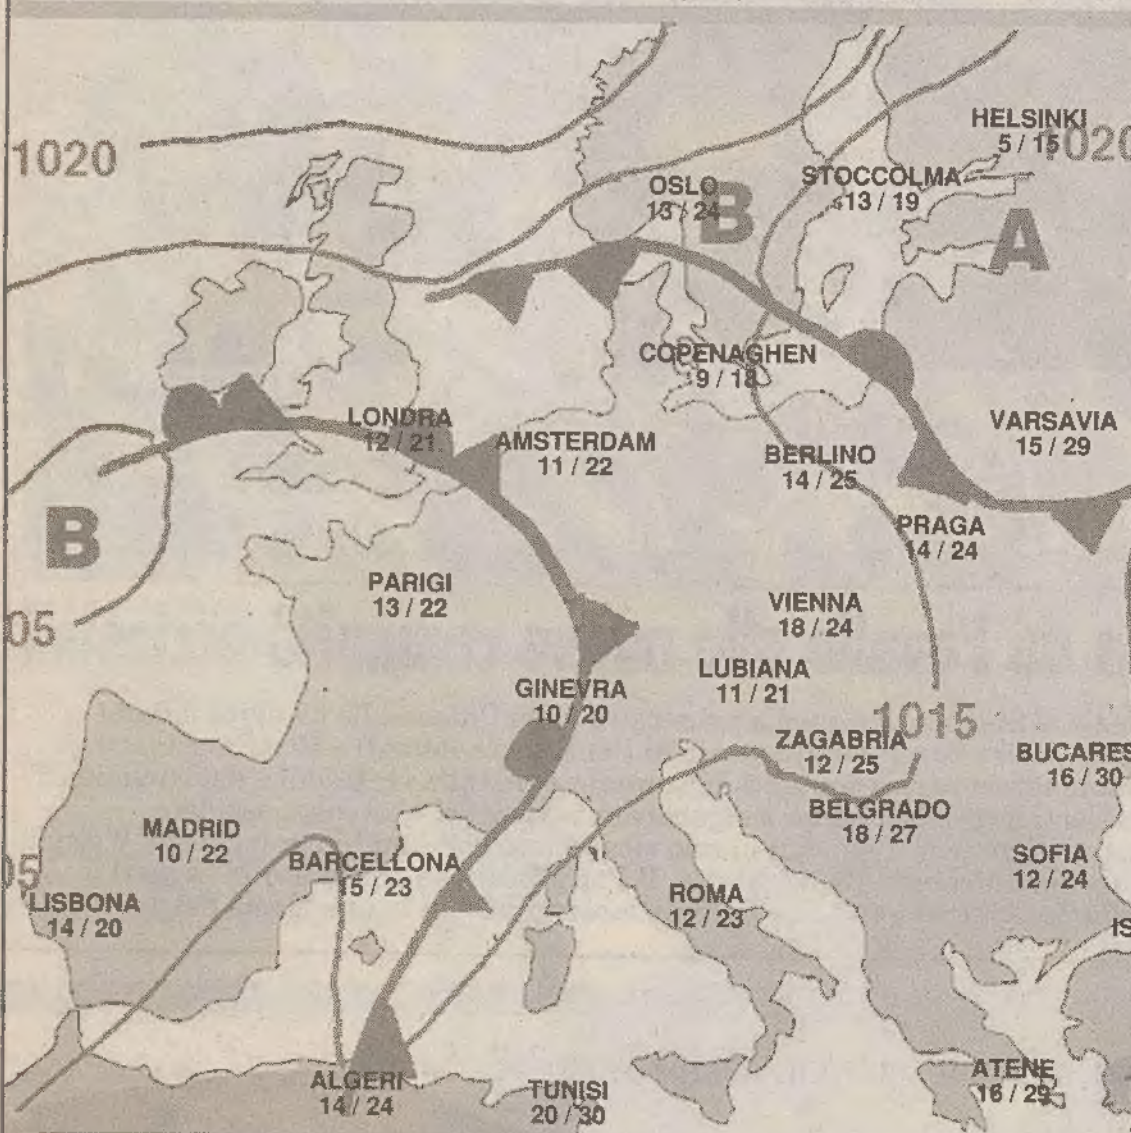 HELSINKI
5 / 15
1020
1020
STOCCOLMA
13 / 19
OSLO
13 / 24
B
A
COPENAGHEN
9 / 18
LONDRA
12 / 21
AMSTERDAM
11 / 22
VARSAVIA
15 / 29
BERLINO
14 / 25
B
PRAGA
14 / 24
PARIGI
13 / 22
VIENNA
18 / 24
05
LUBIANA
11 / 21
GINEVRA
10 / 20
1015
ZAGABRIA
12 / 25
BUCARES
16 / 30
BELGRADO
18 / 27
MADRID
10 / 22
BARCELLONA
15 / 23
SOFIA
12 / 24
05
LISBONA
14 / 20
ROMA
12 / 23
IS
ATENE
16 / 29
ALGERI
14 / 24
TUNISI
20 / 30